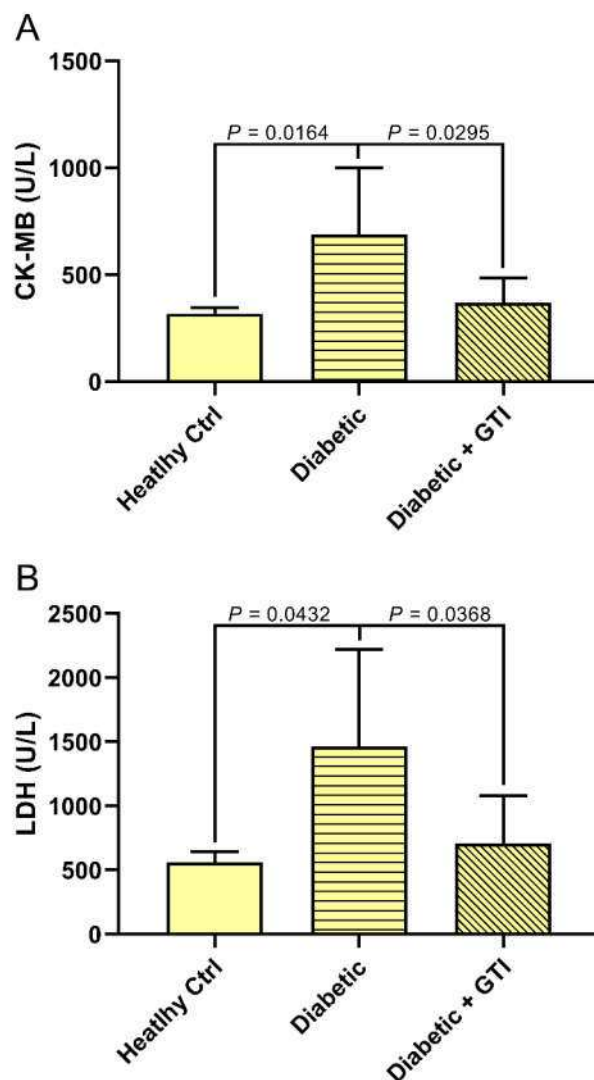 A
1500
P = 0.0164 P = 0.0295
1000
CK-MB (U/L)
500
0
Heatlhy Ctrl
Diabetic
Diabetic + GTI
B
2500
P = 0.0432 P = 0.0368
2000
1500
LDH (U/L)
1000
500
0
Heatlhy Ctrl
Diabetic
Diabetic + GTI